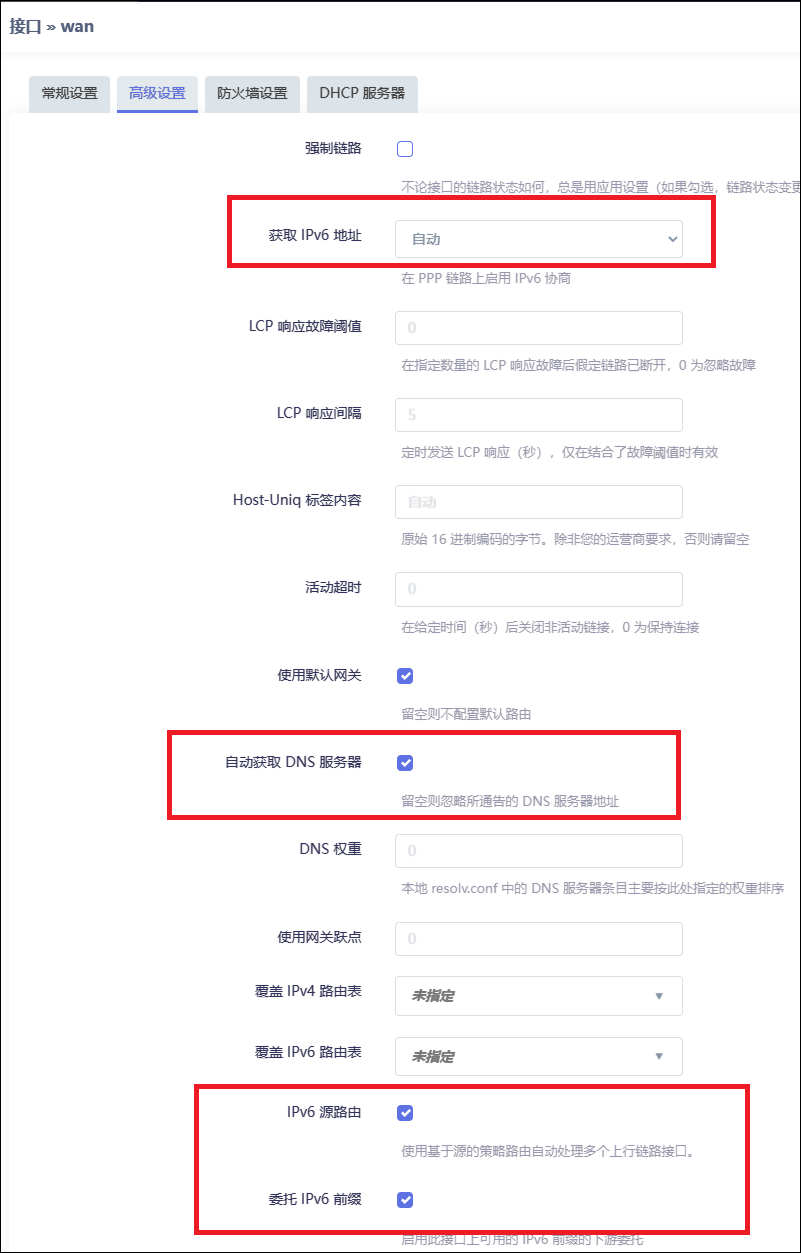 接口 » wan
常规设置 高级设置 防火墙设置 DHCP 服务器
强制链路
不论接口的链路状态如何，总是用应用设置（如果勾选，链路状态变更
获取 IPv6 地址 自动
在 PPP 链路上启用 IPv6 协商
LCP 响应故障阈值 0
在指定数量的 LCP 响应故障后假定链路已断开，0 为忽略故障
LCP 响应间隔 5
定时发送 LCP 响应（秒），仅在结合了故障阈值时有效
Host-Uniq 标签内容 自动
原始 16 进制编码的字节。除非您的运营商要求，否则请留空
活动超时 0
在给定时间（秒）后关闭非活动链接，0 为保持连接
使用默认网关
留空则不配置默认路由
自动获取 DNS 服务器
留空则忽略所通告的 DNS 服务器地址
DNS 权重 0
本地 resolv.conf 中的 DNS 服务器条目主要按此处指定的权重排序
使用网关跃点 0
覆盖 IPv4 路由表 未指定
覆盖 IPv6 路由表 未指定
IPv6 源路由
使用基于源的策略路由自动处理多个上行链路接口。
委托 IPv6 前缀
启用此接口上可用的 IPv6 前缀的下游委托